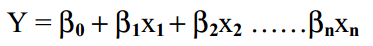 Y = β₀ + β₁x₁ + β₂x₂ ……βₙxₙ